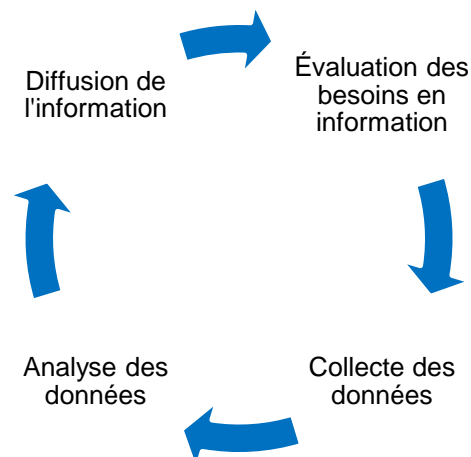 Diffusion de
l'information
Évaluation des
besoins en
information
Analyse des
données
Collecte des
données